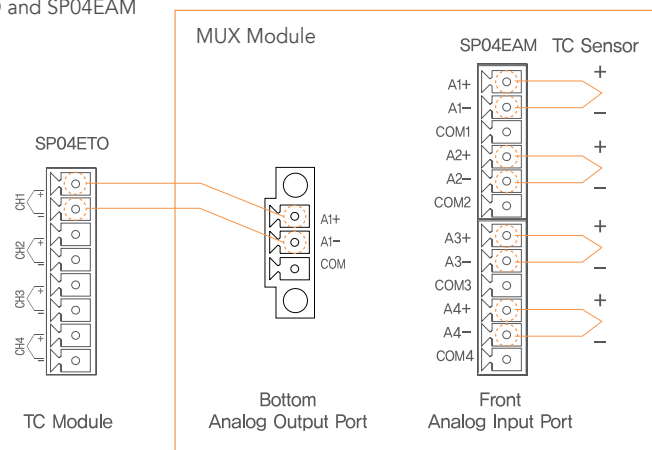 and SP04EAM
MUX Module
SP04EAM TC Sensor
A1+
A1−
COM1
A2+
A2−
COM2
A3+
A3−
COM3
A4+
A4−
COM4
+
−
+
−
+
−
+
−
SP04ETO
CH1 + −
CH2 + −
CH3 + −
CH4 + −
A1+
A1−
COM
TC Module
Bottom
Analog Output Port
Front
Analog Input Port